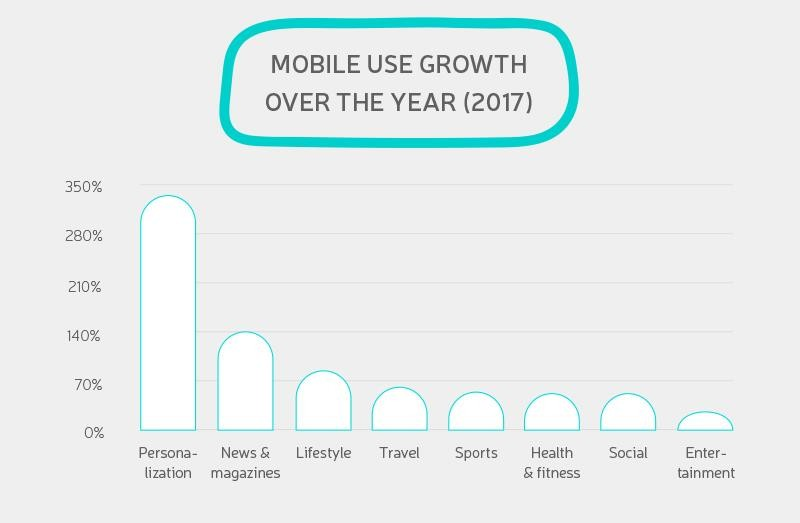 MOBILE USE GROWTH
OVER THE YEAR (2017)
350%
280%
210%
140%
70%
0%
Persona-
lization
News &
magazines
Lifestyle
Travel
Sports
Health
& fitness
Social
Enter-
tainment